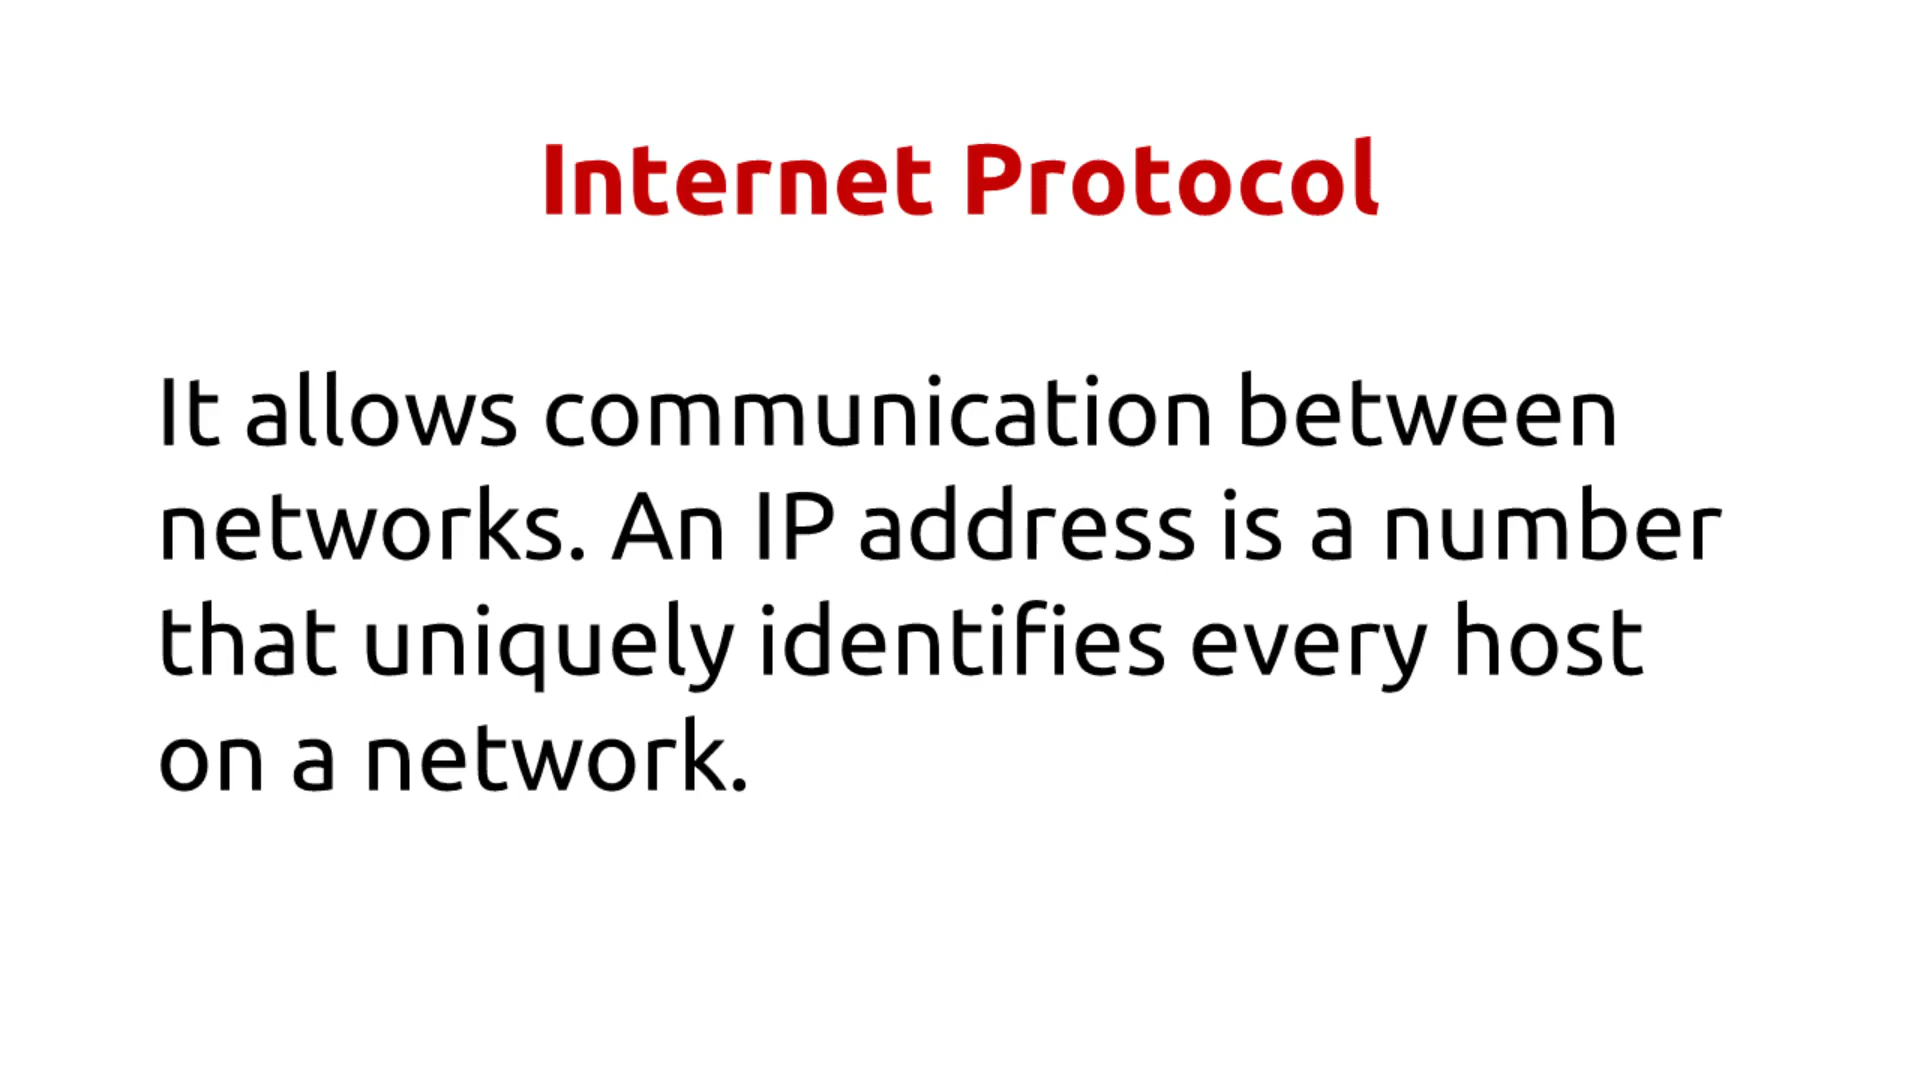 Internet Protocol
It allows communication between
networks. An IP address is a number
that uniquely identifies every host
on a network.